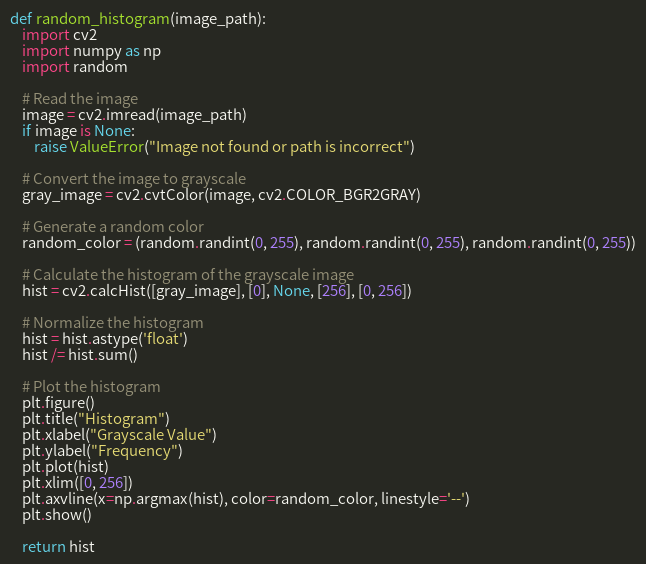 def random_histogram(image_path):
    import cv2
    import numpy as np
    import random

    # Read the image
    image = cv2.imread(image_path)
    if image is None:
        raise ValueError("Image not found or path is incorrect")

    # Convert the image to grayscale
    gray_image = cv2.cvtColor(image, cv2.COLOR_BGR2GRAY)

    # Generate a random color
    random_color = (random.randint(0, 255), random.randint(0, 255), random.randint(0, 255))

    # Calculate the histogram of the grayscale image
    hist = cv2.calcHist([gray_image], [0], None, [256], [0, 256])

    # Normalize the histogram
    hist = hist.astype('float')
    hist /= hist.sum()

    # Plot the histogram
    plt.figure()
    plt.title("Histogram")
    plt.xlabel("Grayscale Value")
    plt.ylabel("Frequency")
    plt.plot(hist)
    plt.xlim([0, 256])
    plt.axvline(x=np.argmax(hist), color=random_color, linestyle='--')
    plt.show()

    return hist